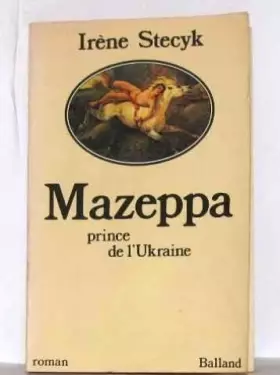 Irène Stecyk
Mazeppa
prince
de l'Ukraine
roman Balland